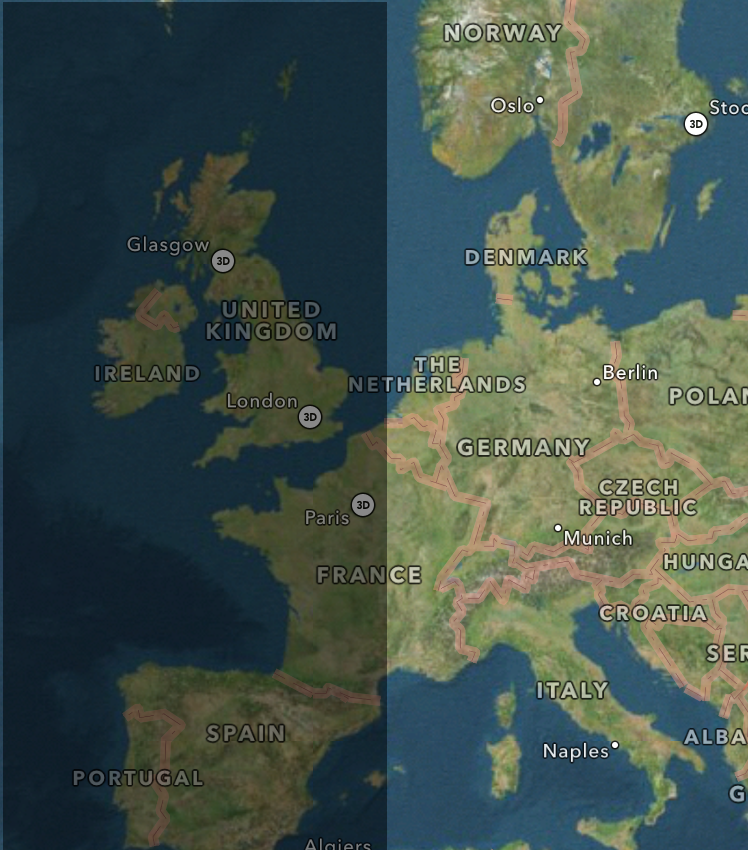 NORWAY
Oslo
Stoc
3D
Glasgow
3D
DENMARK
UNITED
KINGDOM
IRELAND
THE
NETHERLANDS
Berlin
POLAN
London
3D
GERMANY
CZECH
REPUBLIC
Paris
3D
Munich
FRANCE
HUNGA
CROATIA
SER
ITALY
SPAIN
ALBA
Naples
PORTUGAL
G
Algiers